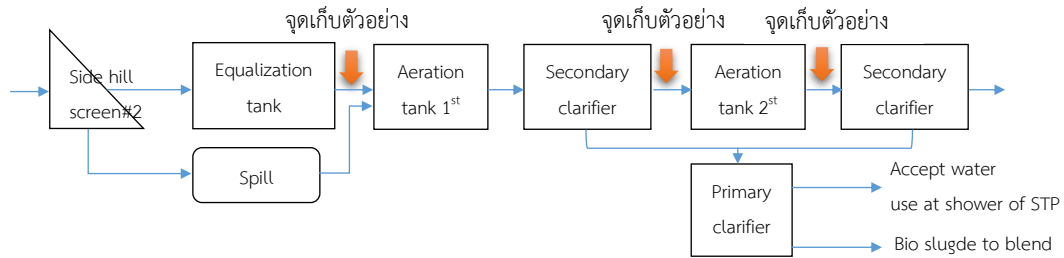 จุดเก็บตัวอย่าง
จุดเก็บตัวอย่าง
จุดเก็บตัวอย่าง
Side hill
screen#2
Equalization
tank
Aeration
tank 1st
Secondary
clarifier
Aeration
tank 2st
Secondary
clarifier
Spill
Primary
clarifier
Accept water
use at shower of STP
Bio slugde to blend